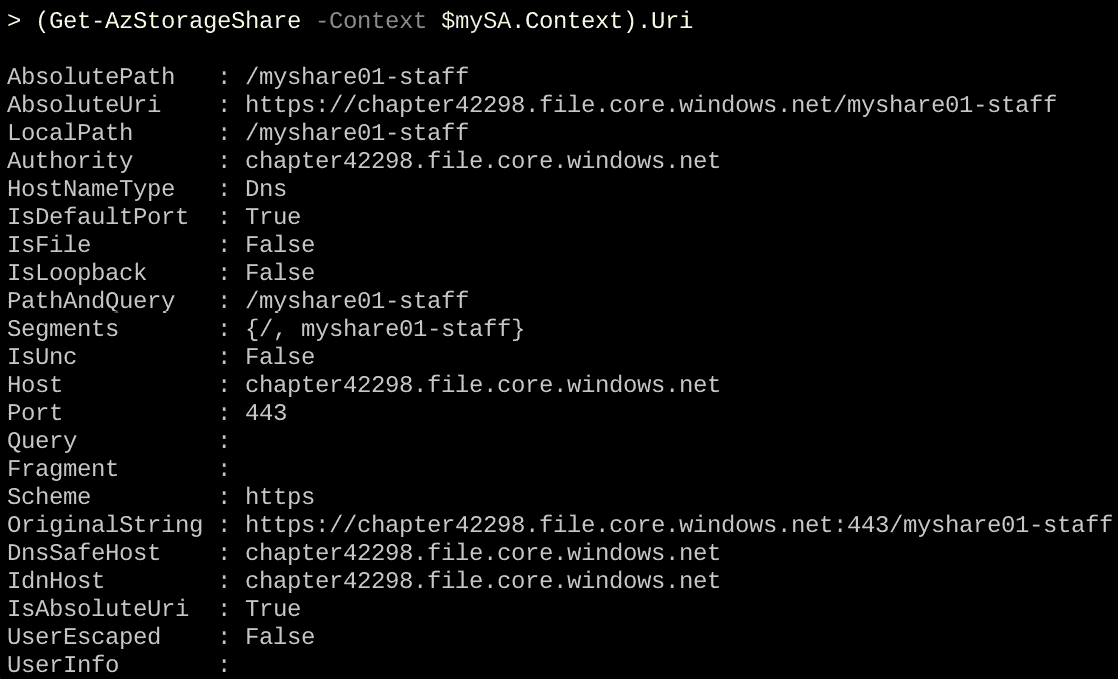 > (Get-AzStorageShare -Context $mySA.Context).Uri
AbsolutePath   : /myshare01-staff
AbsoluteUri    : https://chapter42298.file.core.windows.net/myshare01-staff
LocalPath      : /myshare01-staff
Authority      : chapter42298.file.core.windows.net
HostNameType   : Dns
IsDefaultPort  : True
IsFile         : False
IsLoopback     : False
PathAndQuery   : /myshare01-staff
Segments       : {/, myshare01-staff}
IsUnc          : False
Host           : chapter42298.file.core.windows.net
Port           : 443
Query          :
Fragment       :
Scheme         : https
OriginalString : https://chapter42298.file.core.windows.net:443/myshare01-staff
DnsSafeHost    : chapter42298.file.core.windows.net
IdnHost        : chapter42298.file.core.windows.net
IsAbsoluteUri  : True
UserEscaped    : False
UserInfo       :